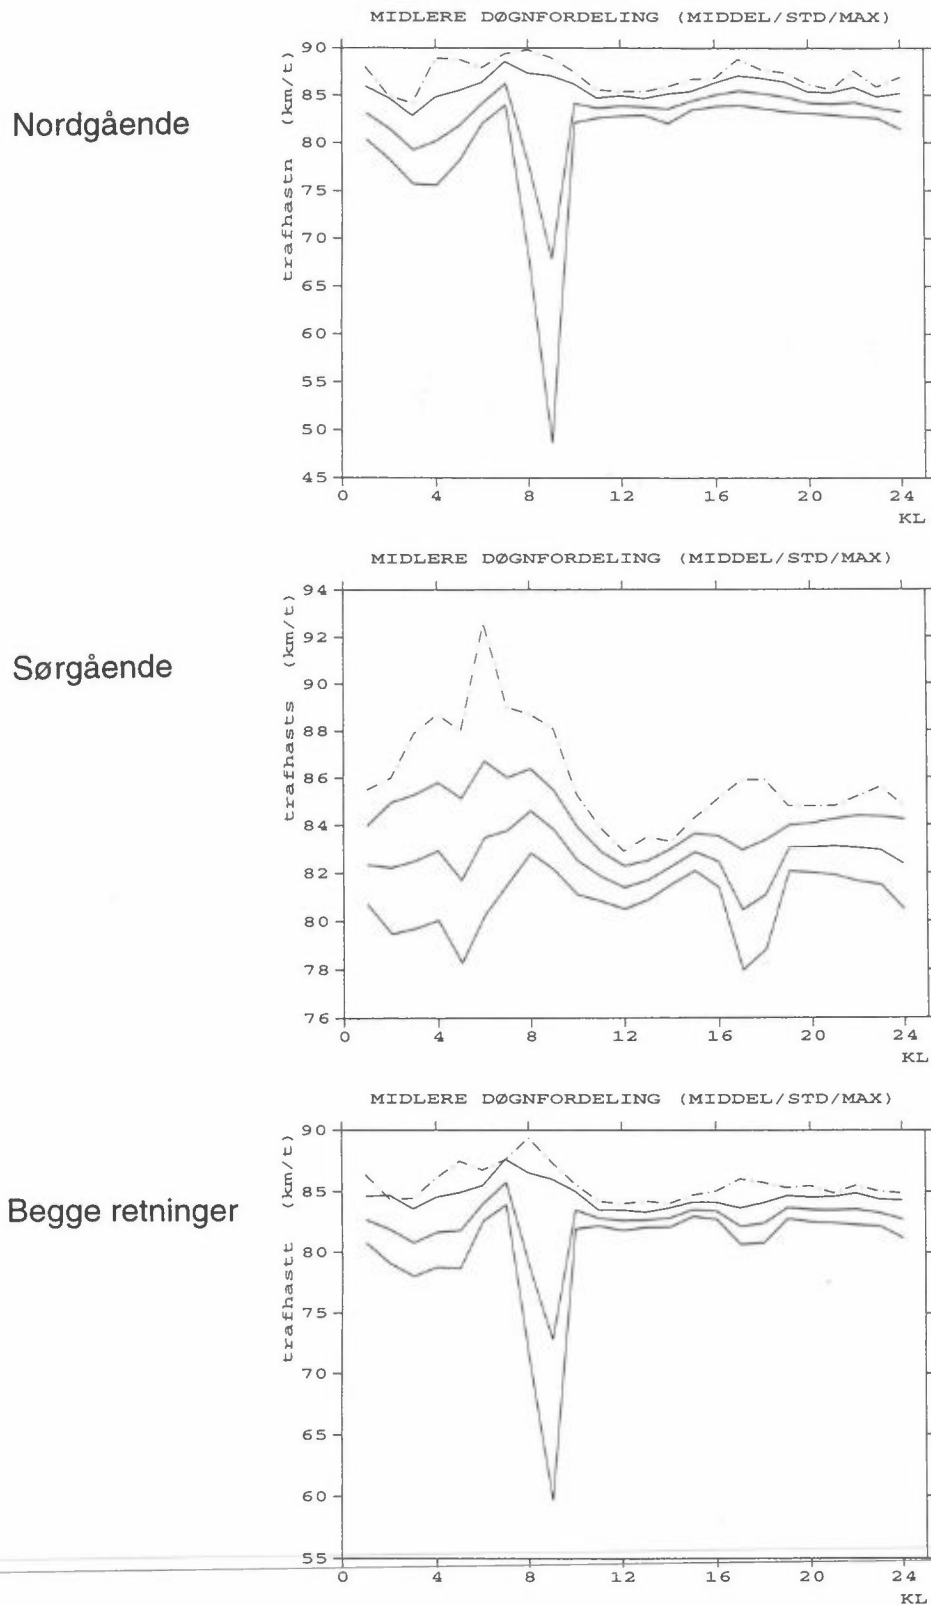 MIDLERE DØGNFORDELING (MIDDEL/STD/MAX)
Nordgående
trafhastn (km/t)
90
85
80
75
70
65
60
55
50
45
0 4 8 12 16 20 24
KL
MIDLERE DØGNFORDELING (MIDDEL/STD/MAX)
Sørgående
trafhasts (km/t)
94
92
90
88
86
84
82
80
78
76
0 4 8 12 16 20 24
KL
MIDLERE DØGNFORDELING (MIDDEL/STD/MAX)
Begge retninger
trafhastt (km/t)
90
85
80
75
70
65
60
55
0 4 8 12 16 20 24
KL